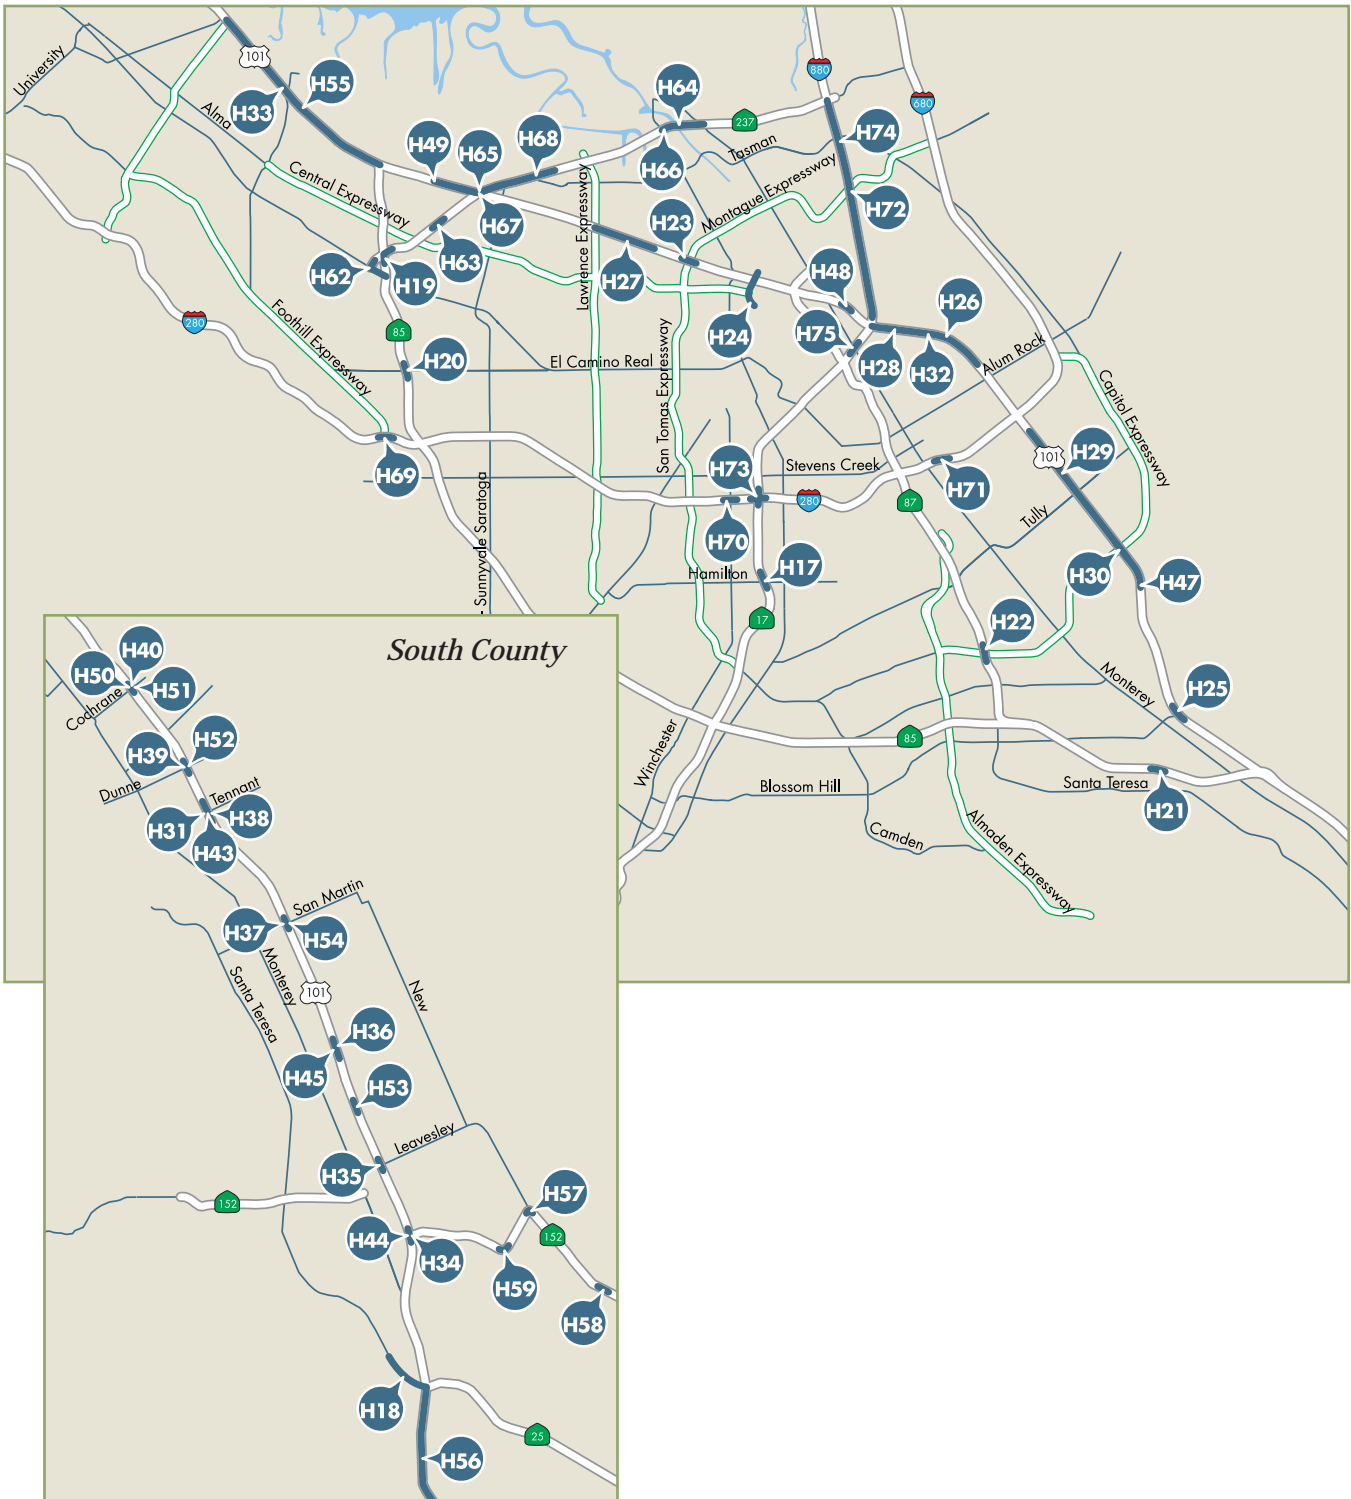 University
101
H55
H33
Alma
880
680
H64
237
H74
H49
H65
H68
H66
Tasman
Central Expressway
Lawrence Expressway
Montague Expressway
H72
H67
H23
H63
H62
H19
H27
H48
H26
280
Foothill Expressway
85
H24
H75
H20
El Camino Real
San Tomas Expressway
H28
H32
Alum Rock
Capitol Expressway
H69
H73
Stevens Creek
101
H29
H71
280
87
- Sunnyvale Saratoga
H70
Tully
Hamilton
H17
H30
H47
17
H22
South County
H40
H50
H51
Cochrane
Monterey
H25
H52
H39
Winchester
85
Dunne
Tennant
Blossom Hill
Santa Teresa
H21
H31
H38
H43
Camden
Almaden Expressway
San Martin
H37
H54
Monterey
Santa Teresa
101
New
H36
H45
H53
Leavesley
H35
152
H57
H44
152
H34
H59
H58
H18
25
H56